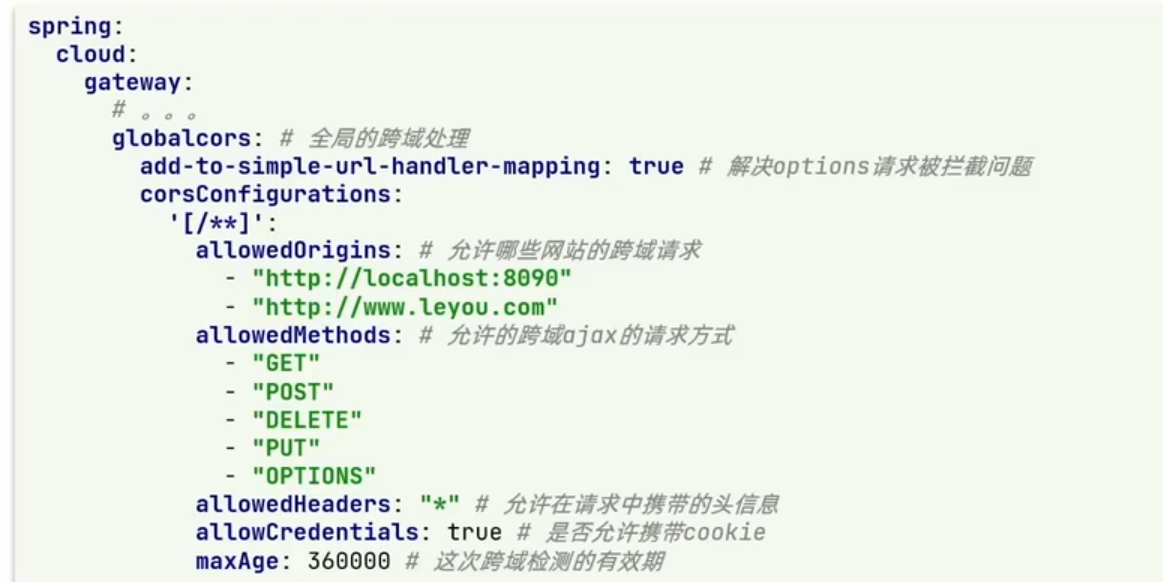 spring:
  cloud:
    gateway:
      # 。。。
      globalcors: # 全局的跨域处理
        add-to-simple-url-handler-mapping: true # 解决options请求被拦截问题
        corsConfigurations:
          '[/**]':
            allowedOrigins: # 允许哪些网站的跨域请求
              - "http://localhost:8090"
              - "http://www.leyou.com"
            allowedMethods: # 允许的跨域ajax的请求方式
              - "GET"
              - "POST"
              - "DELETE"
              - "PUT"
              - "OPTIONS"
            allowedHeaders: "*" # 允许在请求中携带的头信息
            allowCredentials: true # 是否允许携带cookie
            maxAge: 360000 # 这次跨域检测的有效期